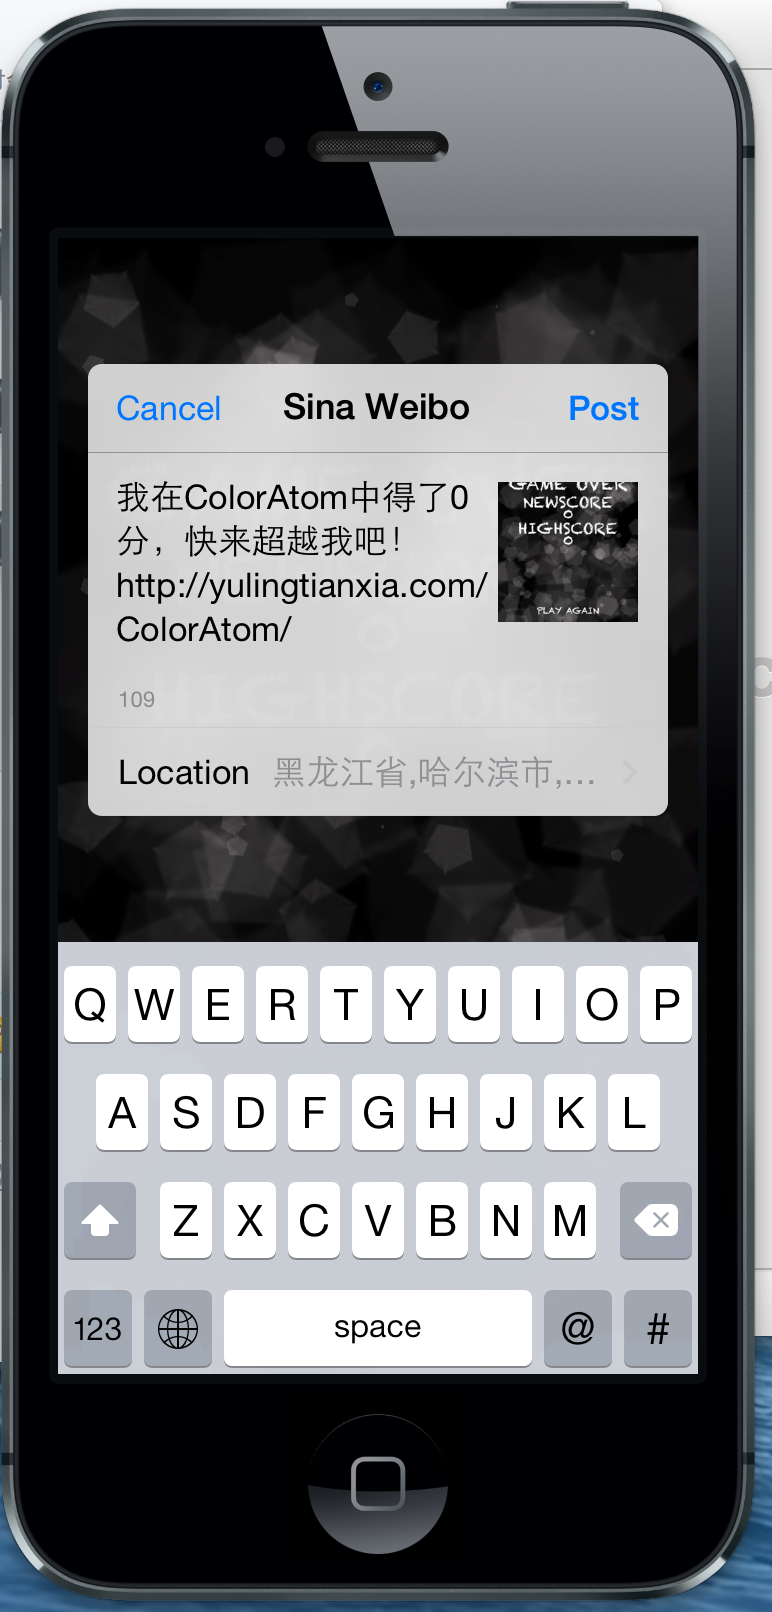 Cancel Sina Weibo Post
我在ColorAtom中得了0
分，快来超越我吧！
http://yulingtianxia.com/
ColorAtom/
GAME OVER
NEWSCORE
0
HIGHSCORE
0
PLAY AGAIN
109
HIGHSCORE
Location 黑龙江省,哈尔滨市,...
Q W E R T Y U I O P
A S D F G H J K L
Z X C V B N M
123 space @ #